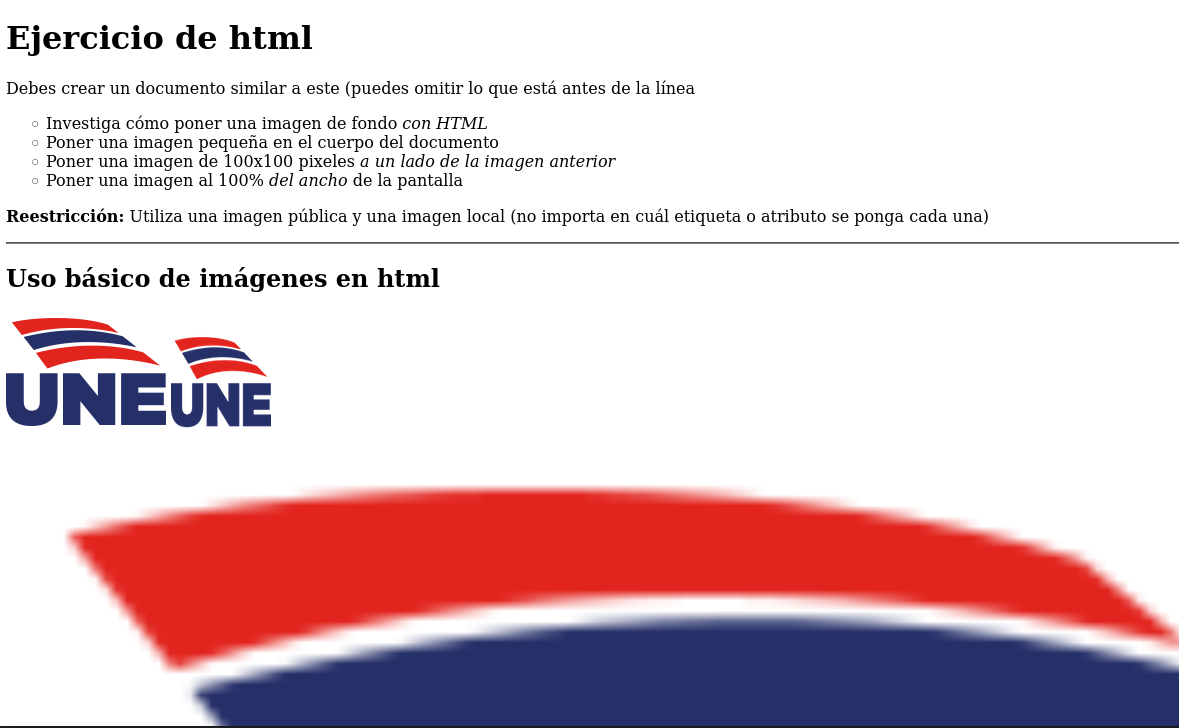 Ejercicio de html
Debes crear un documento similar a este (puedes omitir lo que está antes de la línea
Investiga cómo poner una imagen de fondo con HTML
Poner una imagen pequeña en el cuerpo del documento
Poner una imagen de 100x100 pixeles a un lado de la imagen anterior
Poner una imagen al 100% del ancho de la pantalla
Reestricción: Utiliza una imagen pública y una imagen local (no importa en cuál etiqueta o atributo se ponga cada una)
Uso básico de imágenes en html
UNE UNE